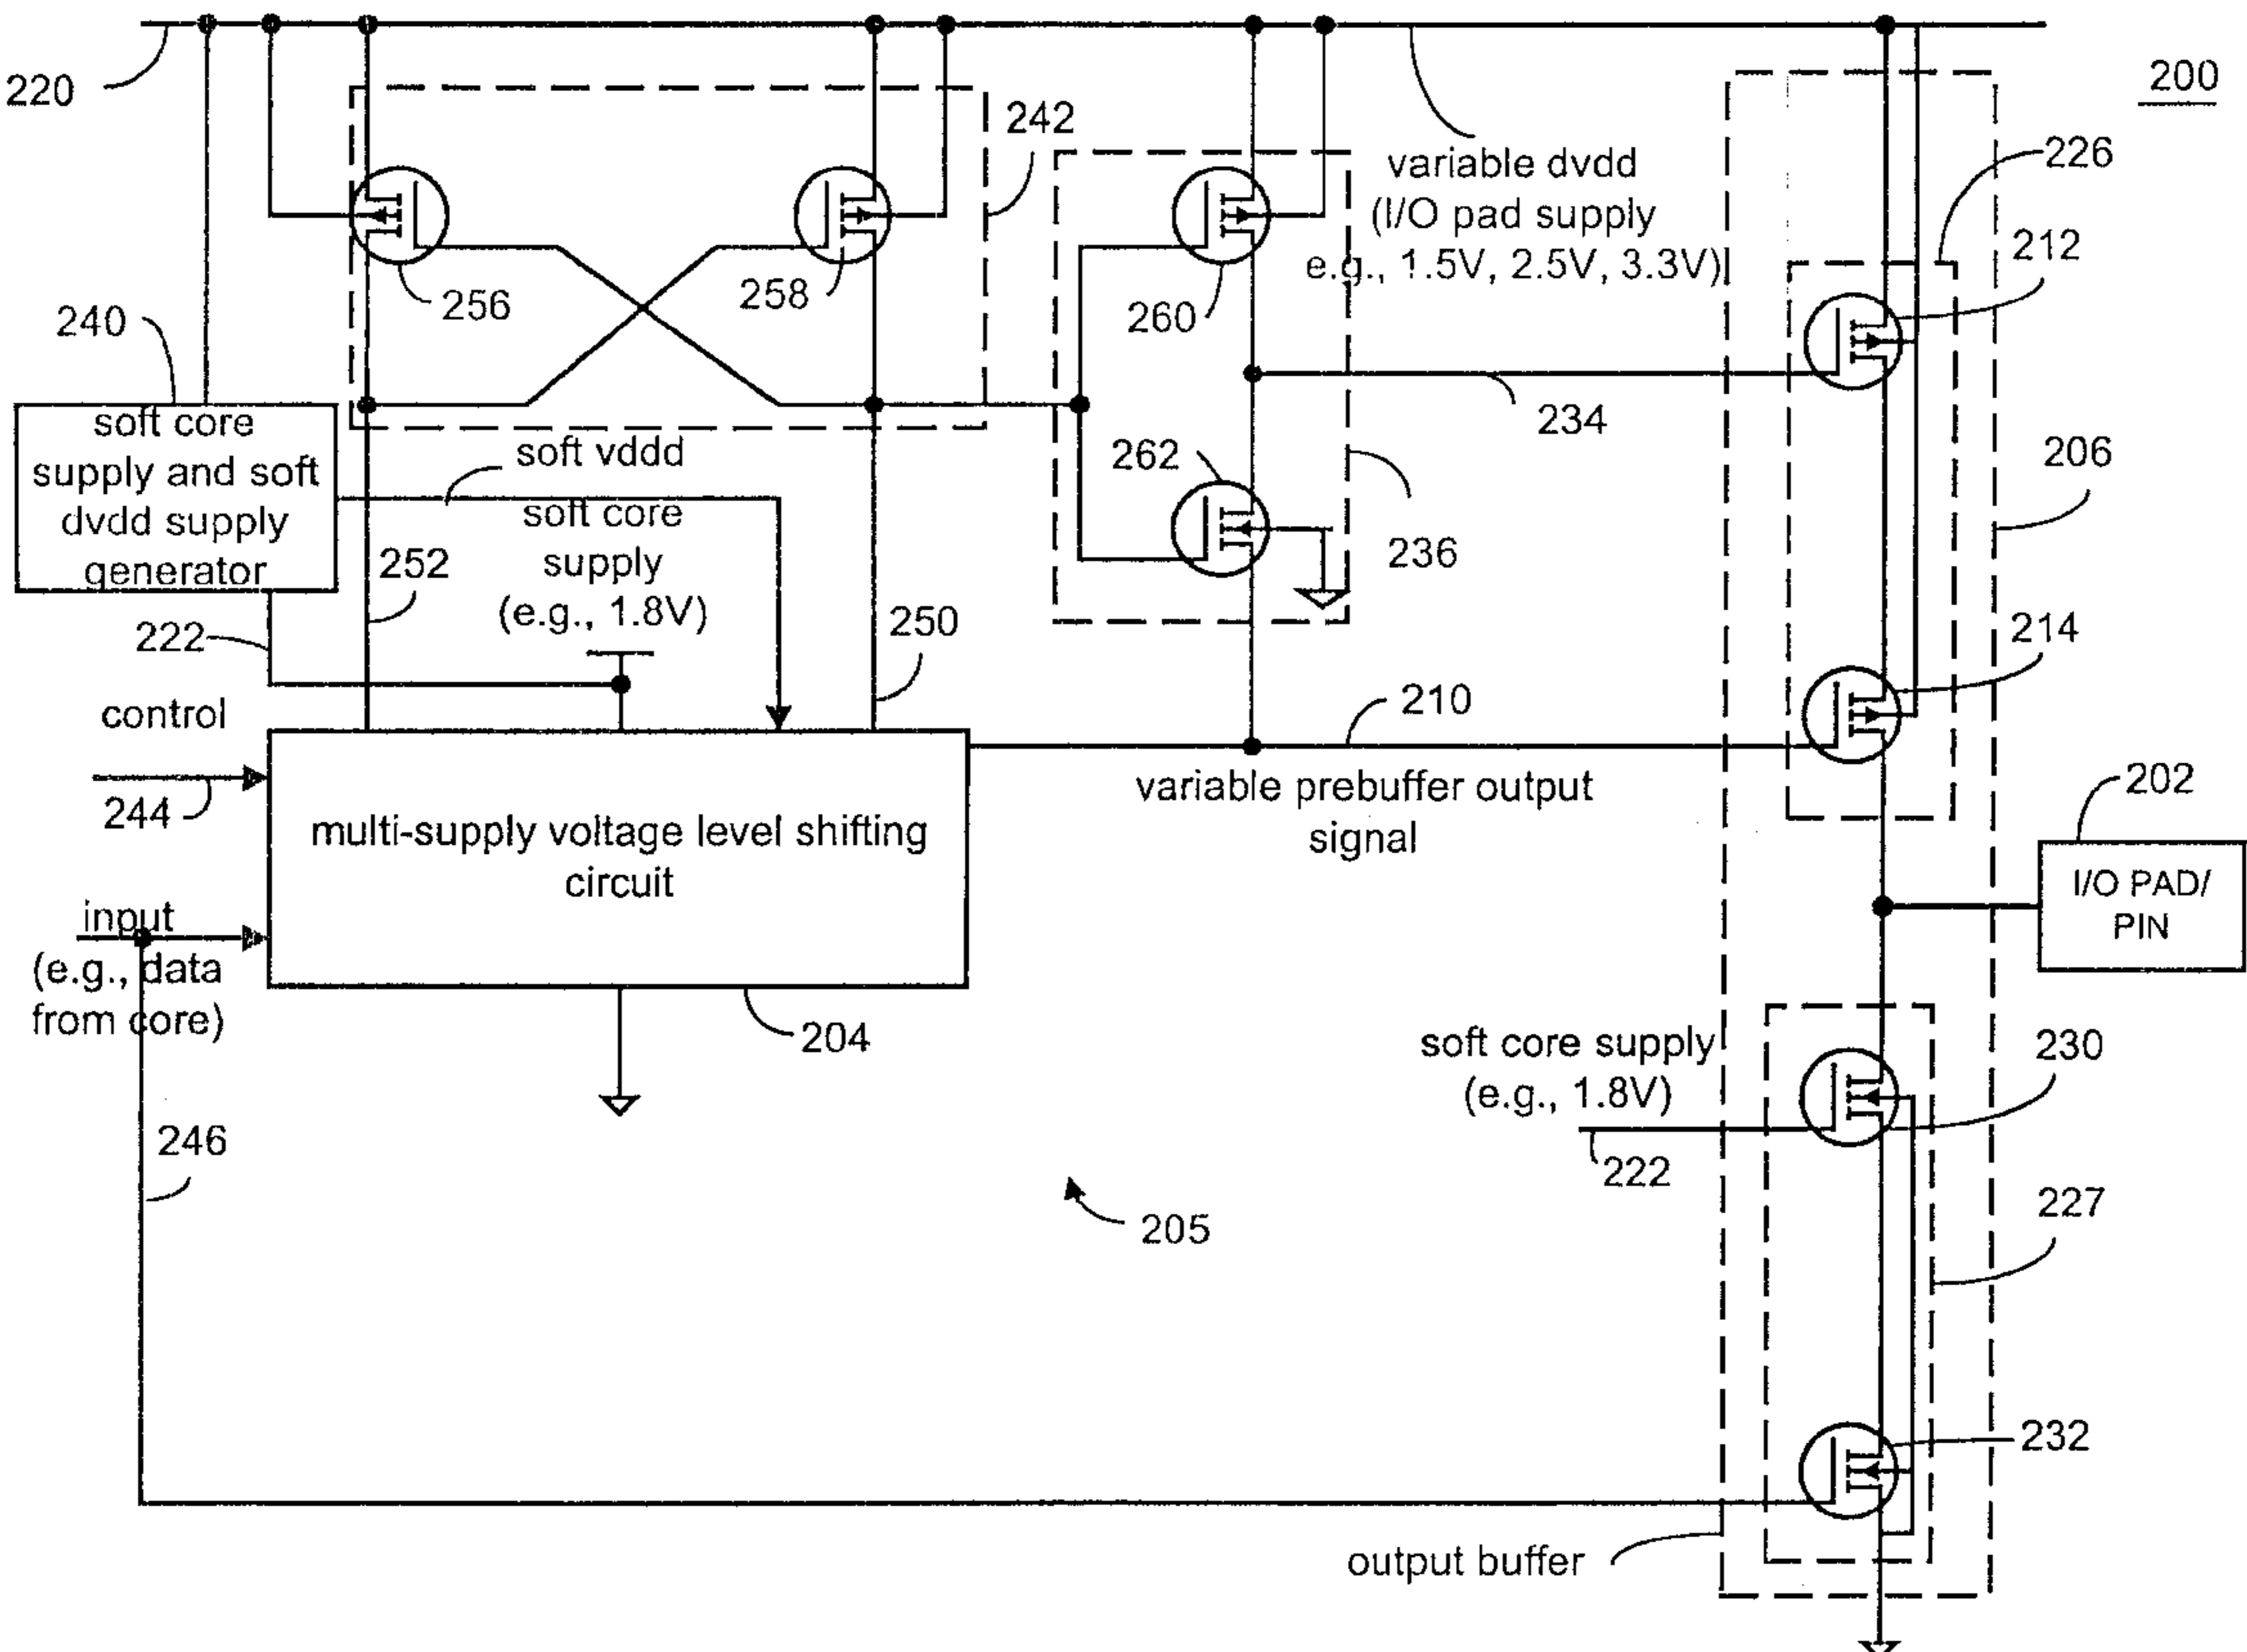 200
220
242
variable dvdd
(I/O pad supply
e.g., 1.5V, 2.5V, 3.3V)
226
212
256
258
260
240
soft core
supply and soft
dvdd supply
generator
soft vddd
soft core
supply
(e.g., 1.8V)
252
250
262
236
234
206
222
214
control
244
210
variable prebuffer output
signal
multi-supply voltage level shifting
circuit
202
I/O PAD/
PIN
input
(e.g., data
from core)
204
soft core supply
(e.g., 1.8V)
230
222
246
205
227
232
output buffer